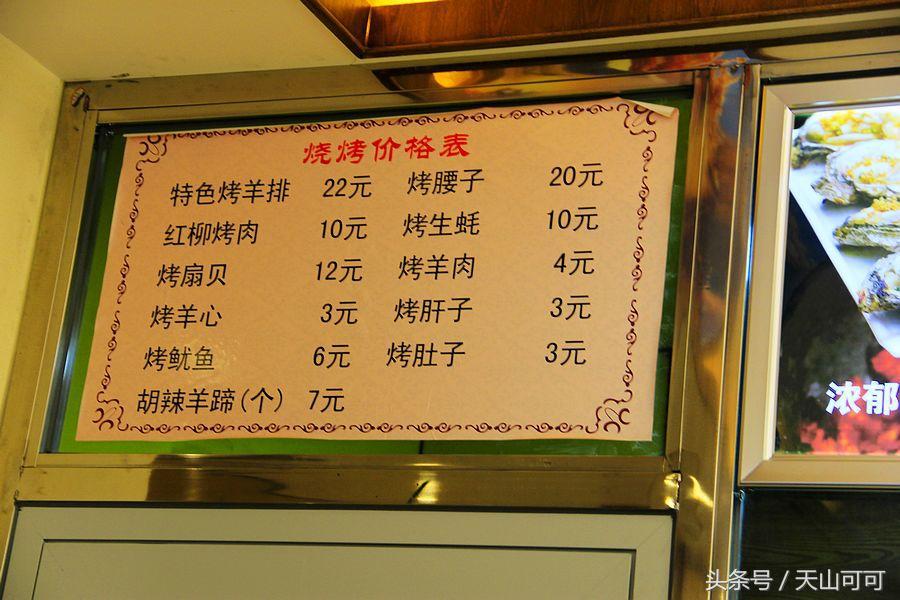 烧烤价格表
特色烤羊排 22元 烤腰子 20元
红柳烤肉 10元 烤生蚝 10元
烤扇贝 12元 烤羊肉 4元
烤羊心 3元 烤肝子 3元
烤鱿鱼 6元 烤肚子 3元
胡辣羊蹄(个) 7元
浓郁
头条号 / 天山可可